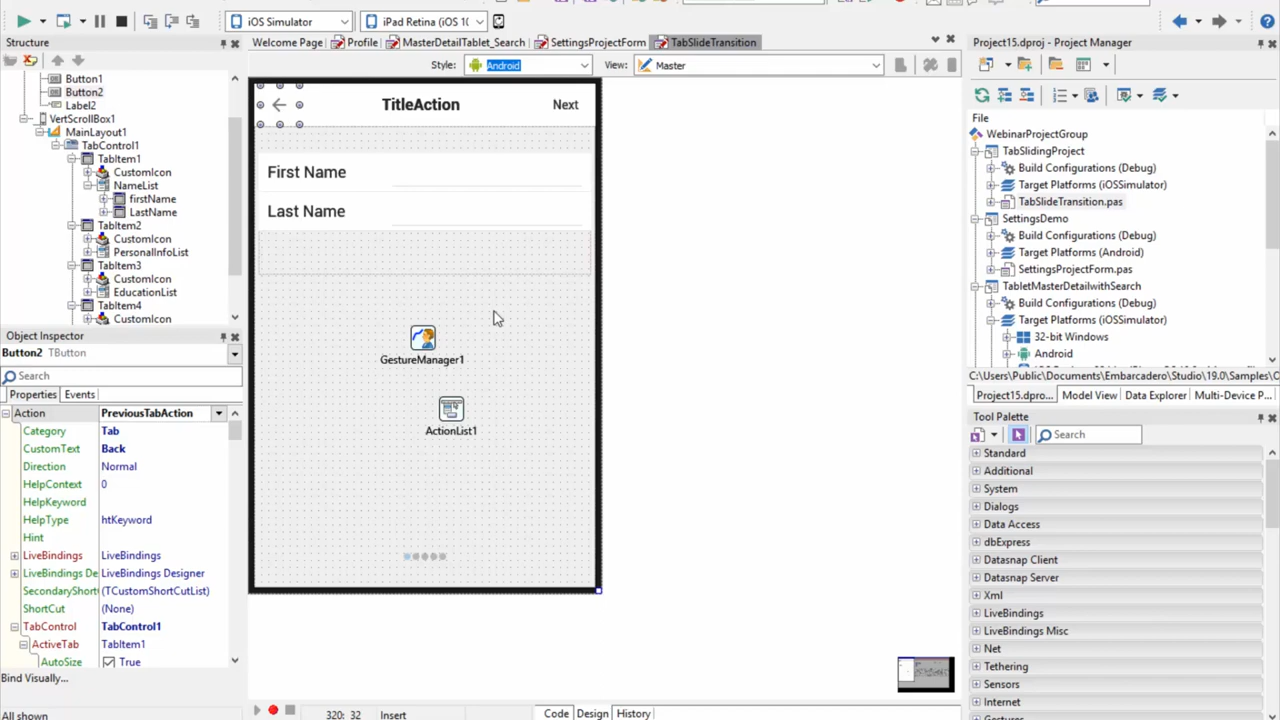 iOS Simulator
iPad Retina (iOS 10
Structure
Welcome Page
Profile
MasterDetailTablet_Search
SettingsProjectForm
TabSlideTransition
Project15.dproj - Project Manager
Style:
Android
View:
Master
Button1
Button2
Label2
VertScrollBox1
MainLayout1
TabControl1
TabItem1
CustomIcon
NameList
firstName
LastName
TabItem2
CustomIcon
PersonalInfoList
TabItem3
CustomIcon
EducationList
TabItem4
CustomIcon
TitleAction
Next
First Name
Last Name
GestureManager1
ActionList1
File
WebinarProjectGroup
TabSlidingProject
Build Configurations (Debug)
Target Platforms (iOSSimulator)
TabSlideTransition.pas
SettingsDemo
Build Configurations (Debug)
Target Platforms (Android)
SettingsProjectForm.pas
TabletMasterDetailwithSearch
Build Configurations (Debug)
Target Platforms (iOSSimulator)
32-bit Windows
Android
C:\Users\Public\Documents\Embarcadero\Studio\19.0\Samples\O
Project15.dpro...
Model View
Data Explorer
Multi-Device P...
Object Inspector
Button2 TButton
Search
Properties
Events
Action PreviousTabAction
Category Tab
CustomText Back
Direction Normal
HelpContext 0
HelpKeyword
HelpType htKeyword
Hint
LiveBindings LiveBindings
LiveBindings De LiveBindings Designer
SecondaryShort (TCustomShortCutList)
ShortCut (None)
TabControl TabControl1
ActiveTab TabItem1
AutoSize True
Bind Visually...
All shown
320: 32
Insert
Code
Design
History
Tool Palette
Search
Standard
Additional
System
Dialogs
Data Access
dbExpress
Datasnap Client
Datasnap Server
Xml
LiveBindings
LiveBindings Misc
Net
Tethering
Sensors
Internet
Gestures